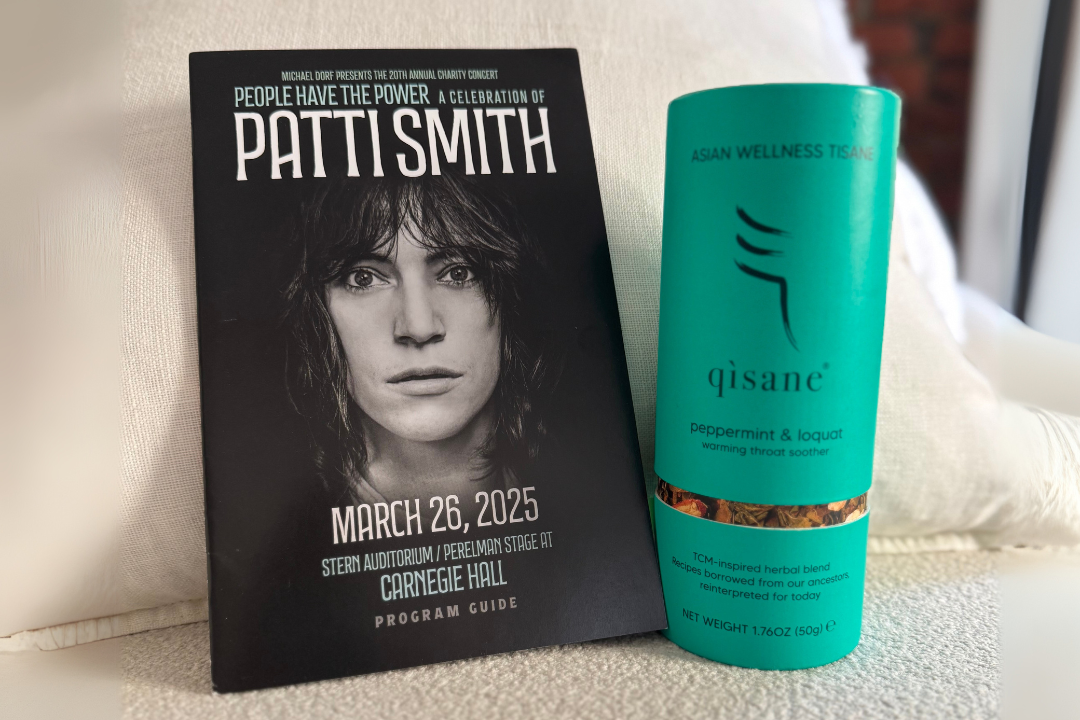 MICHAEL DORF PRESENTS THE 20TH ANNUAL CHARITY CONCERT
PEOPLE HAVE THE POWER A CELEBRATION OF
PATTI SMITH
MARCH 26, 2025
STERN AUDITORIUM / PERELMAN STAGE AT
CARNEGIE HALL
PROGRAM GUIDE
ASIAN WELLNESS TISANE
qìsane®
peppermint & loquat
warming throat soother
TCM-inspired herbal blend
Recipes borrowed from our ancestors,
reinterpreted for today
NET WEIGHT 1.76OZ (50g) ℮